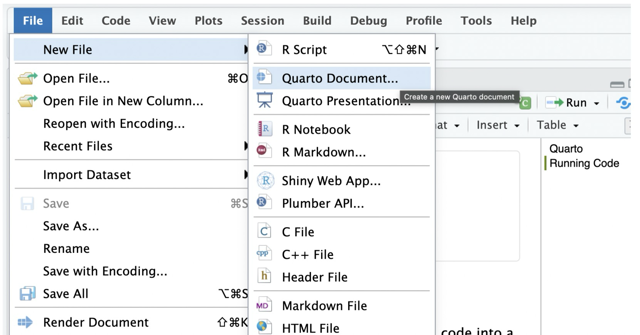 File Edit Code View Plots Session Build Debug Profile Tools Help
New File
Open File... ⌘O
Open File in New Column...
Reopen with Encoding...
Recent Files
Import Dataset
Save ⌘S
Save As...
Rename
Save with Encoding...
Save All ⌥⌘S
Render Document ⇧⌘K
R Script ⌥⇧⌘N
Quarto Document...
Quarto Presentation...
Create a new Quarto document
R Notebook
R Markdown...
Shiny Web App...
Plumber API...
C File
C++ File
Header File
Markdown File
HTML File
Run
Insert Table
Quarto
Running Code
code into a